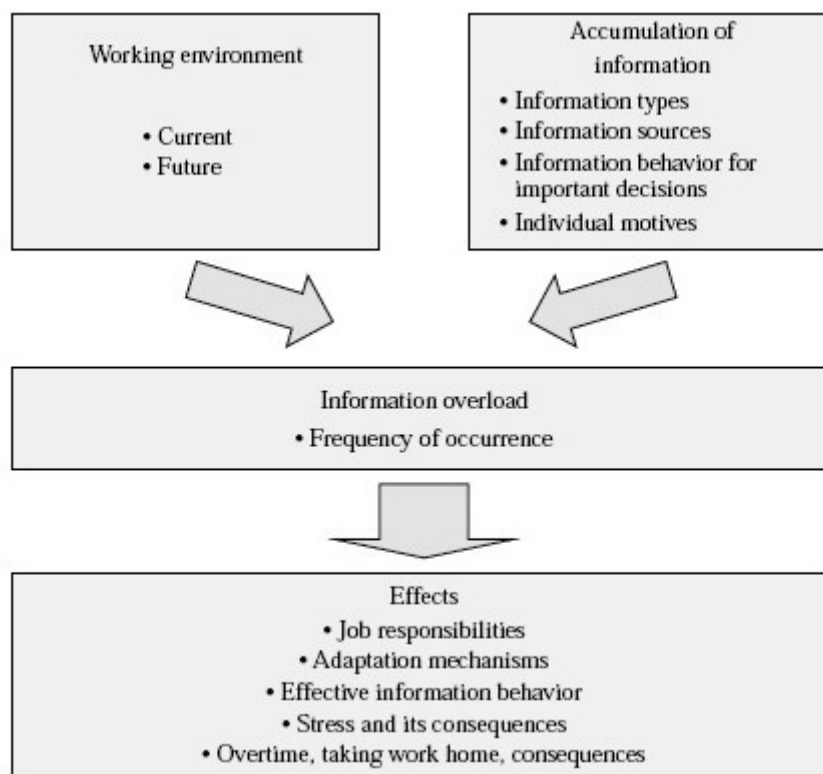 Working environment
• Current
• Future
Accumulation of
information
• Information types
• Information sources
• Information behavior for
important decisions
• Individual motives
Information overload
• Frequency of occurrence
Effects
• Job responsibilities
• Adaptation mechanisms
• Effective information behavior
• Stress and its consequences
• Overtime, taking work home, consequences